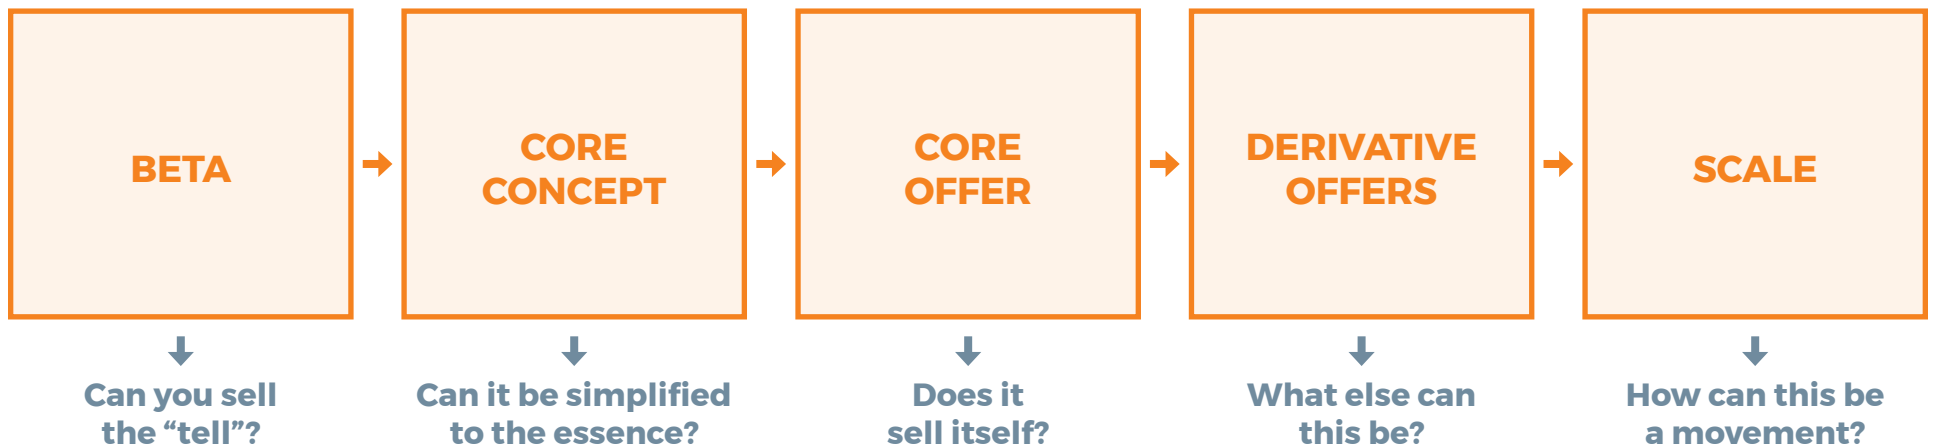 BETA
CORE
CONCEPT
CORE
OFFER
DERIVATIVE
OFFERS
SCALE
Can you sell
the “tell”?
Can it be simplified
to the essence?
Does it
sell itself?
What else can
this be?
How can this be
a movement?